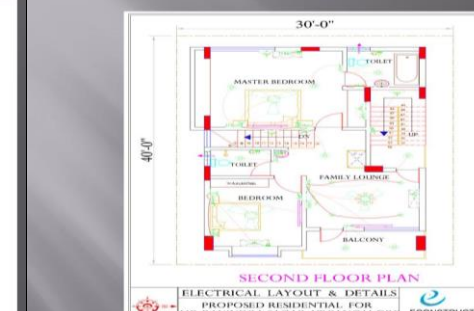 30'-0"
TOILET
MASTER BEDROOM
40'-0"
DN
UP
TOILET
FAMILY LOUNGE
BEDROOM
BALCONY
SECOND FLOOR PLAN
ELECTRICAL LAYOUT & DETAILS
PROPOSED RESIDENTIAL FOR